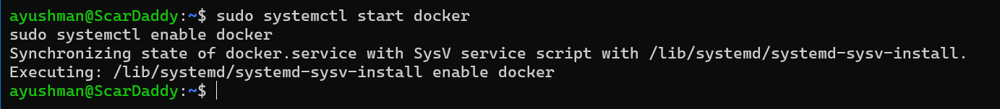 ayushman@ScarDaddy:~$ sudo systemctl start docker
sudo systemctl enable docker
Synchronizing state of docker.service with SysV service script with /lib/systemd/systemd-sysv-install.
Executing: /lib/systemd/systemd-sysv-install enable docker
ayushman@ScarDaddy:~$